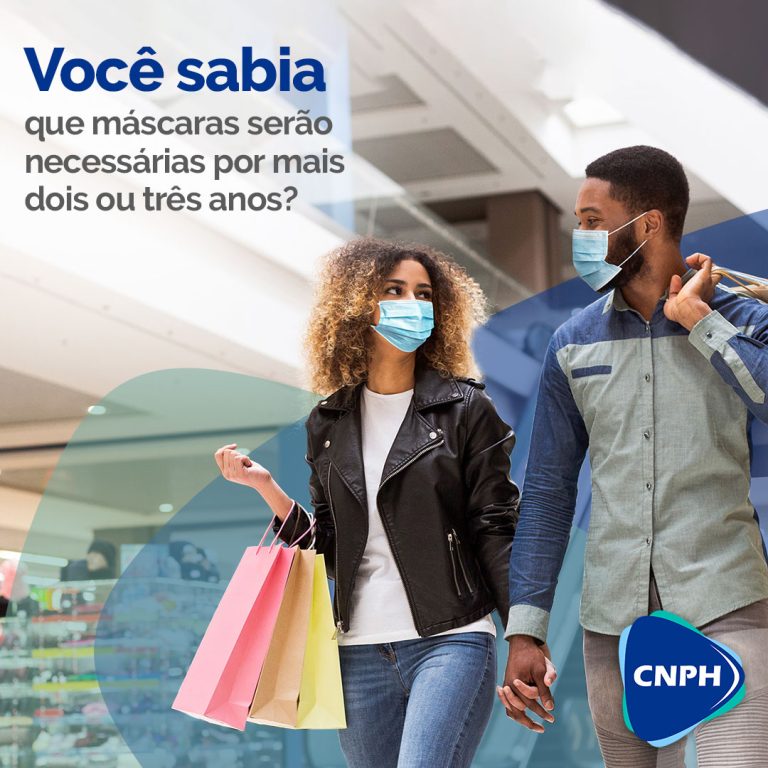 Você sabia
que máscaras serão
necessárias por mais
dois ou três anos?
CNPH